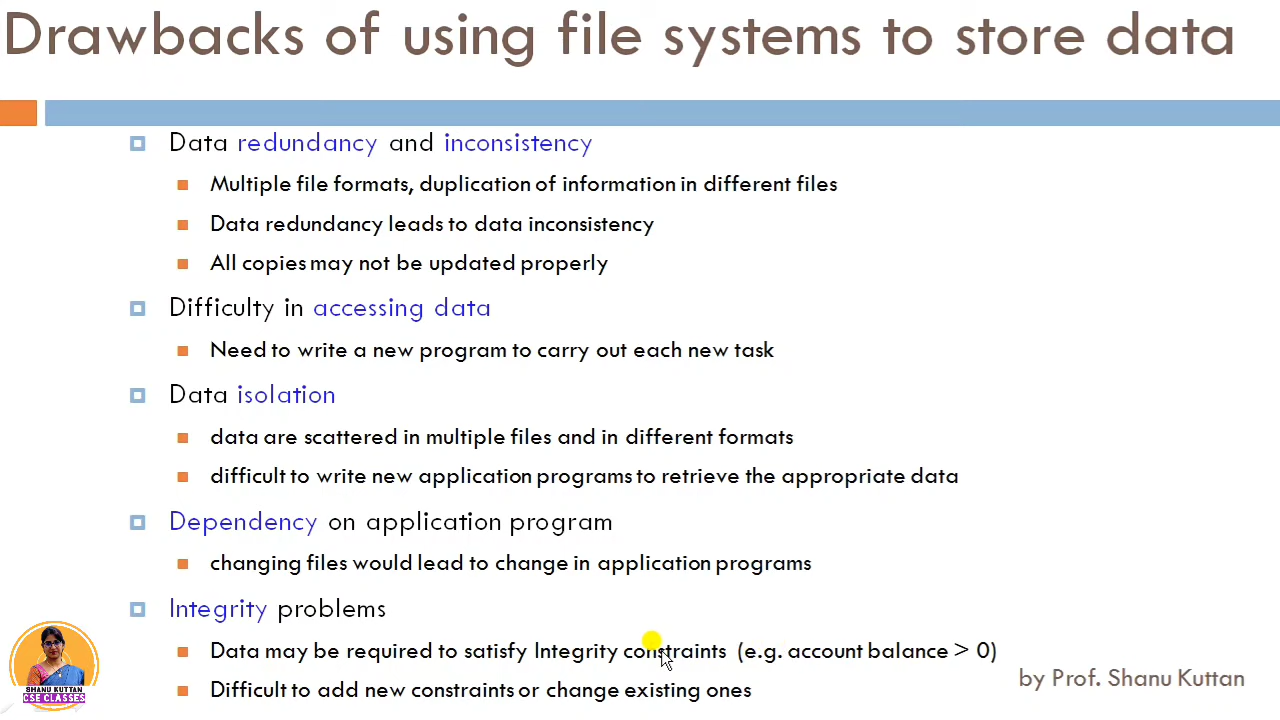 Drawbacks of using file systems to store data
Data redundancy and inconsistency
Multiple file formats, duplication of information in different files
Data redundancy leads to data inconsistency
All copies may not be updated properly
Difficulty in accessing data
Need to write a new program to carry out each new task
Data isolation
data are scattered in multiple files and in different formats
difficult to write new application programs to retrieve the appropriate data
Dependency on application program
changing files would lead to change in application programs
Integrity problems
Data may be required to satisfy Integrity constraints (e.g. account balance > 0)
Difficult to add new constraints or change existing ones
by Prof. Shanu Kuttan
SHANU KUTTAN
CSE CLASSES